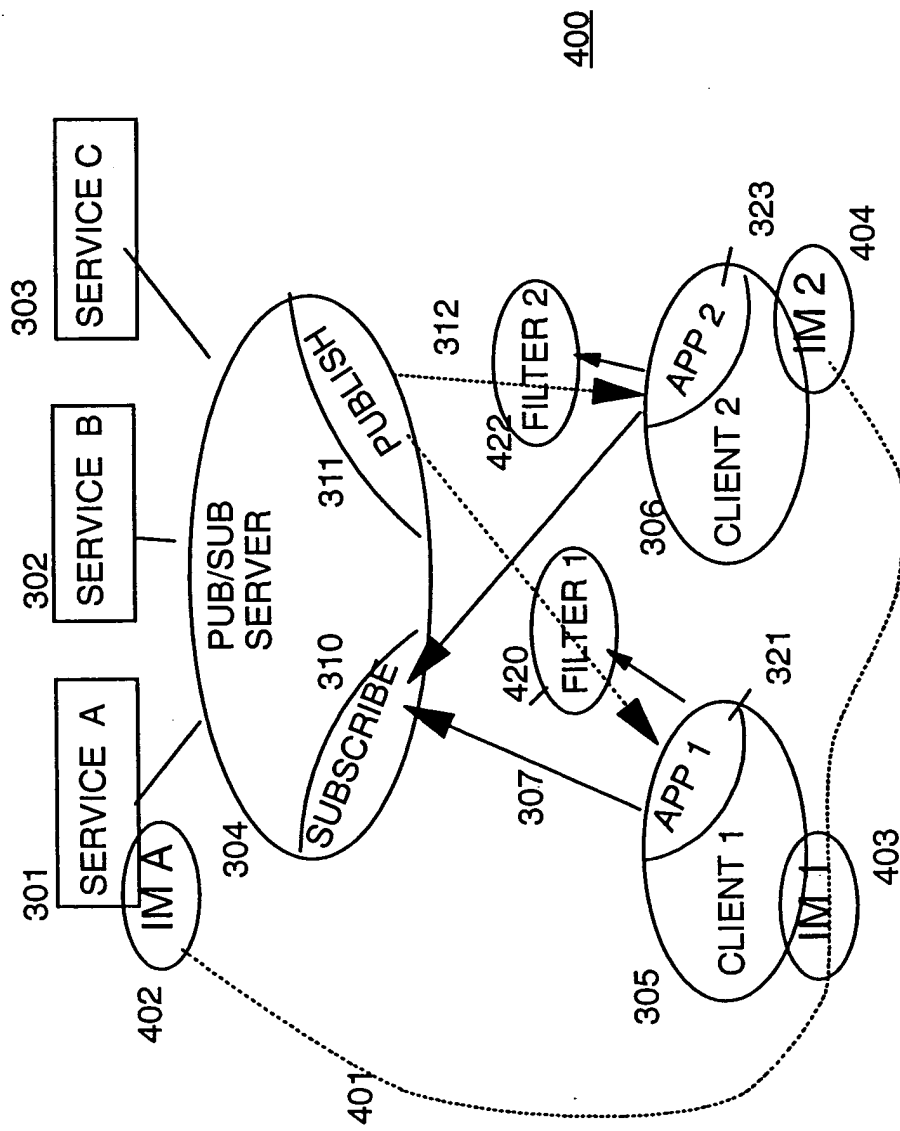 301
302
303
SERVICE A
SERVICE B
SERVICE C
IM A
402
401
304
PUB/SUB
SERVER
SUBSCRIBE
310
311
PUBLISH
307
312
420
FILTER 1
422
FILTER 2
305
APP 1
321
CLIENT 1
IM 1
403
306
APP 2
323
CLIENT 2
IM 2
404
400